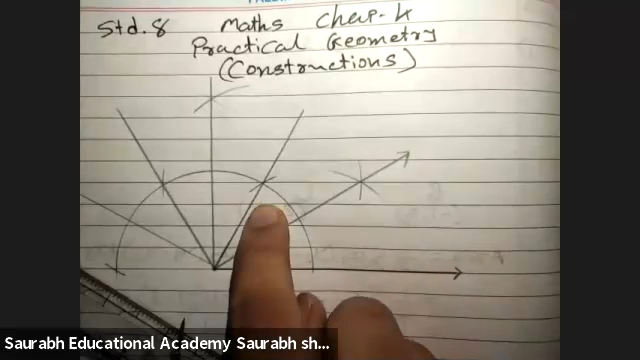 Std. 8 Maths Chap. 4
Practical Geometry
(Constructions)
Saurabh Educational Academy Saurabh sh...